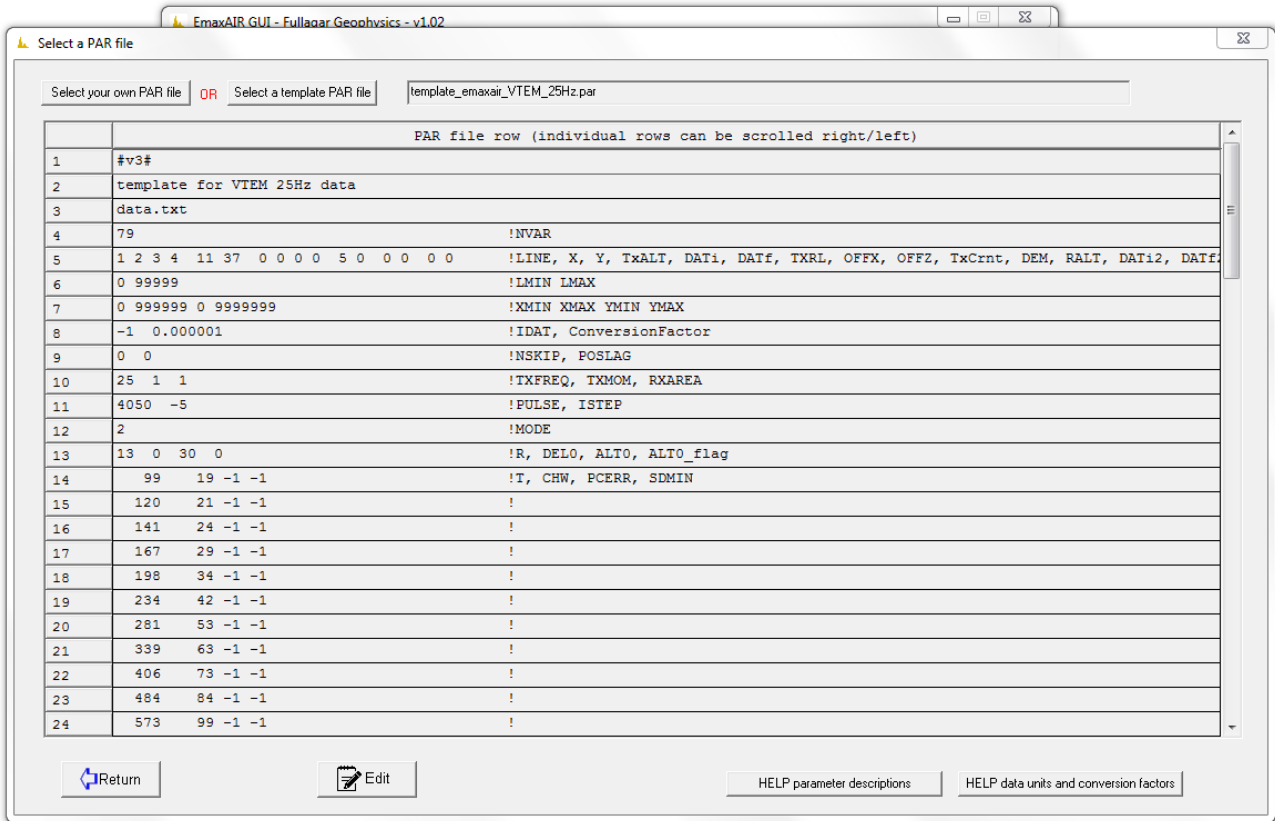 EmaxAIR GUI - Fullagar Geophysics - v1.02
Select a PAR file
Select your own PAR file OR Select a template PAR file template_emaxair_VTEM_25Hz.par
PAR file row (individual rows can be scrolled right/left)
1 #v3#
2 template for VTEM 25Hz data
3 data.txt
4 79 !NVAR
5 1 2 3 4 11 37 0 0 0 0 5 0 0 0 0 0 !LINE, X, Y, TxALT, DATi, DATf, TXRL, OFFX, OFFZ, TxCrnt, DEM, RALT, DATi2, DATf2
6 0 99999 !LMIN LMAX
7 0 999999 0 9999999 !XMIN XMAX YMIN YMAX
8 -1 0.000001 !IDAT, ConversionFactor
9 0 0 !NSKIP, POSLAG
10 25 1 1 !TXFREQ, TXMOM, RXAREA
11 4050 -5 !PULSE, ISTEP
12 2 !MODE
13 13 0 30 0 !R, DEL0, ALT0, ALT0_flag
14 99 19 -1 -1 !T, CHW, PCERR, SDMIN
15 120 21 -1 -1 !
16 141 24 -1 -1 !
17 167 29 -1 -1 !
18 198 34 -1 -1 !
19 234 42 -1 -1 !
20 281 53 -1 -1 !
21 339 63 -1 -1 !
22 406 73 -1 -1 !
23 484 84 -1 -1 !
24 573 99 -1 -1 !
Return Edit HELP parameter descriptions HELP data units and conversion factors